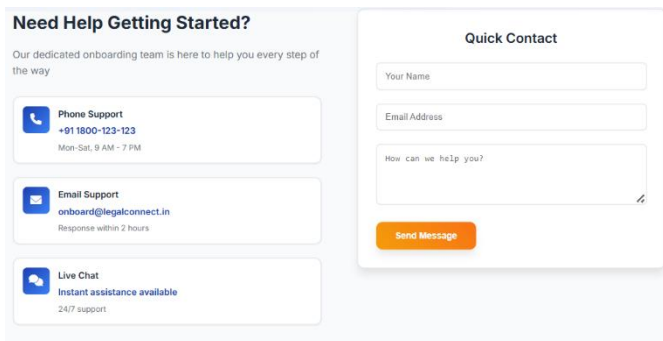 Need Help Getting Started?
Our dedicated onboarding team is here to help you every step of
the way
Phone Support
+91 1800-123-123
Mon-Sat, 9 AM - 7 PM
Email Support
onboard@legalconnect.in
Response within 2 hours
Live Chat
Instant assistance available
24/7 support
Quick Contact
Your Name
Email Address
How can we help you?
Send Message